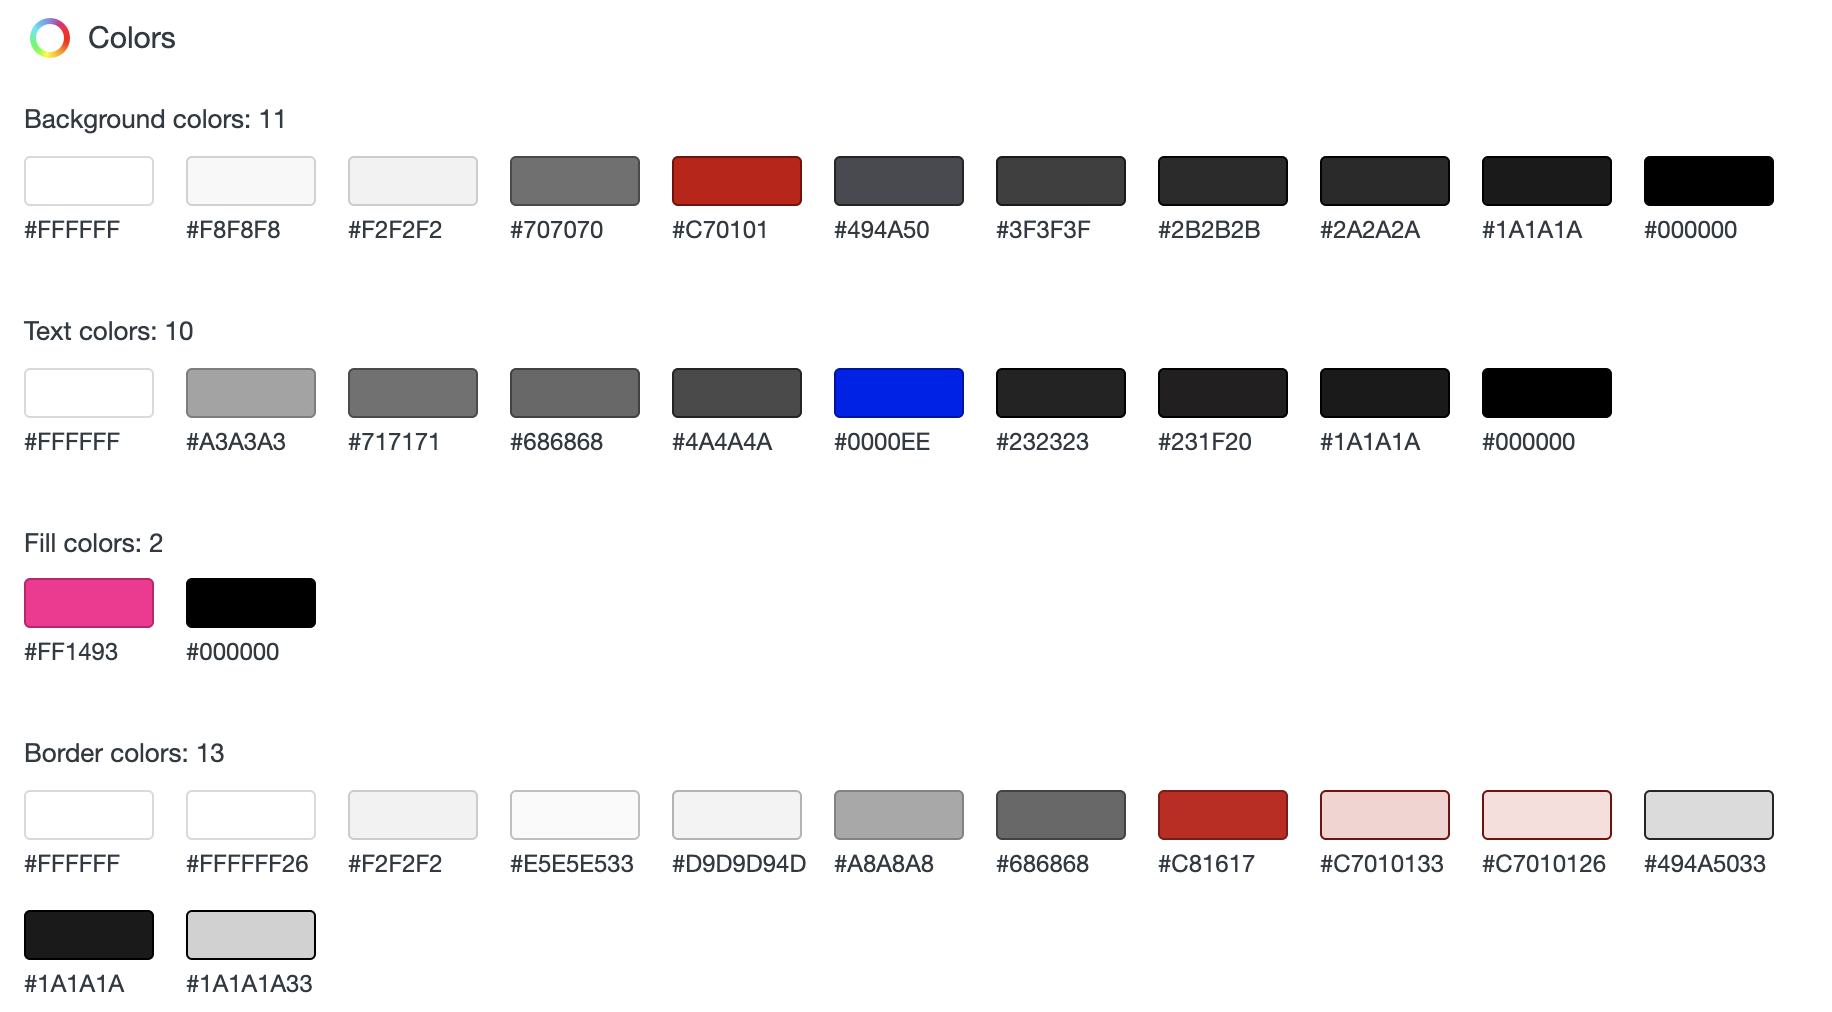 Colors
Background colors: 11
#FFFFFF #F8F8F8 #F2F2F2 #707070 #C70101 #494A50 #3F3F3F #2B2B2B #2A2A2A #1A1A1A #000000
Text colors: 10
#FFFFFF #A3A3A3 #717171 #686868 #4A4A4A #0000EE #232323 #231F20 #1A1A1A #000000
Fill colors: 2
#FF1493 #000000
Border colors: 13
#FFFFFF #FFFFFF26 #F2F2F2 #E5E5E533 #D9D9D94D #A8A8A8 #686868 #C81617 #C7010133 #C7010126 #494A5033
#1A1A1A #1A1A1A33